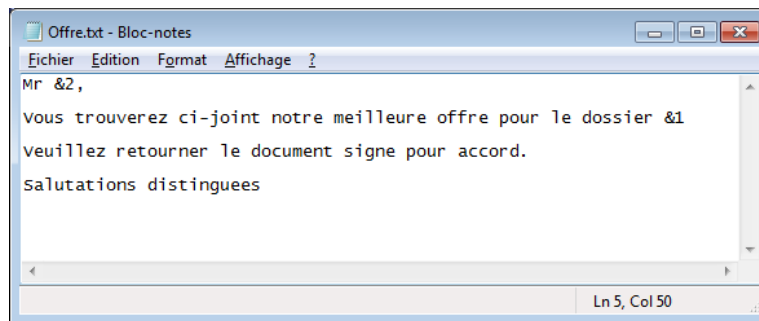 Offre.txt - Bloc-notes
Fichier Edition Format Affichage ?
Mr &2,
Vous trouverez ci-joint notre meilleure offre pour le dossier &1
Veuillez retourner le document signe pour accord.
Salutations distinguees
Ln 5, Col 50